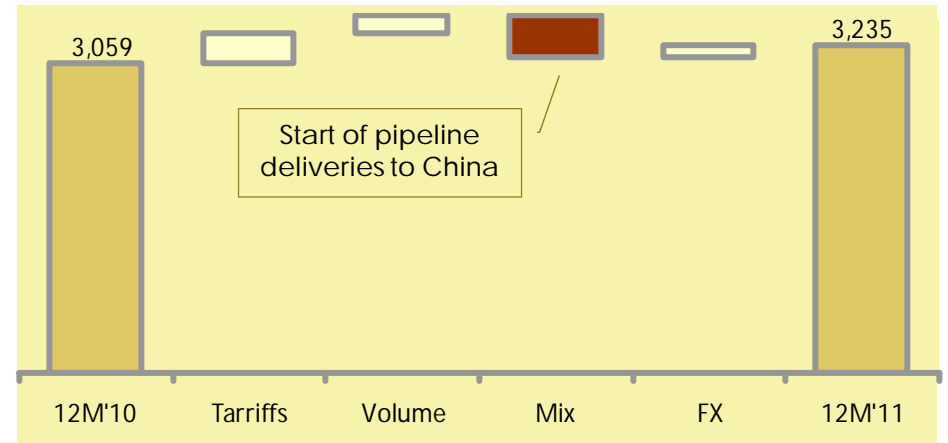 3,059
3,235
Start of pipeline
deliveries to China
12M'10
Tarriffs
Volume
Mix
FX
12M'11